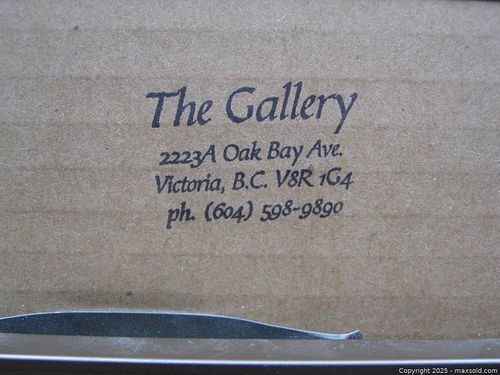 The Gallery
2223A Oak Bay Ave.
Victoria, B.C. V8R 1G4
ph. (604) 598-9890
Copyright 2025 - maxsold.com